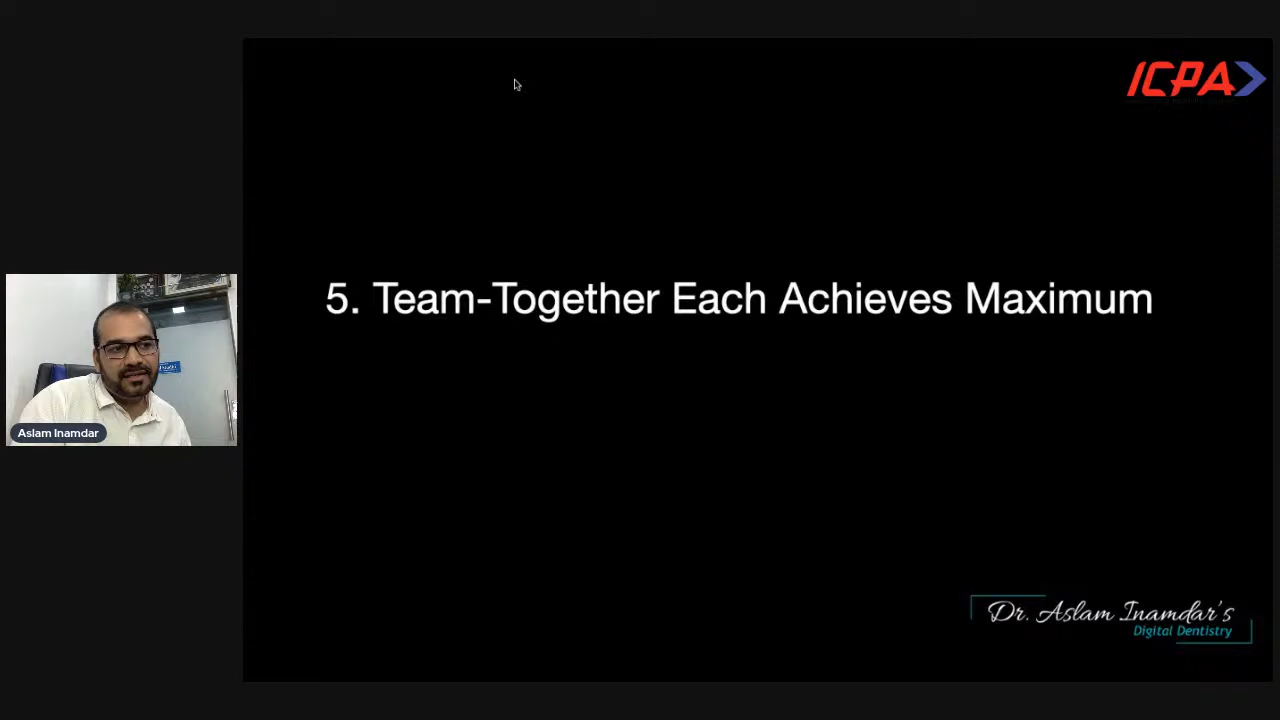 ICPA
5. Team-Together Each Achieves Maximum
Aslam Inamdar
Dr. Aslam Inamdar's
Digital Dentistry